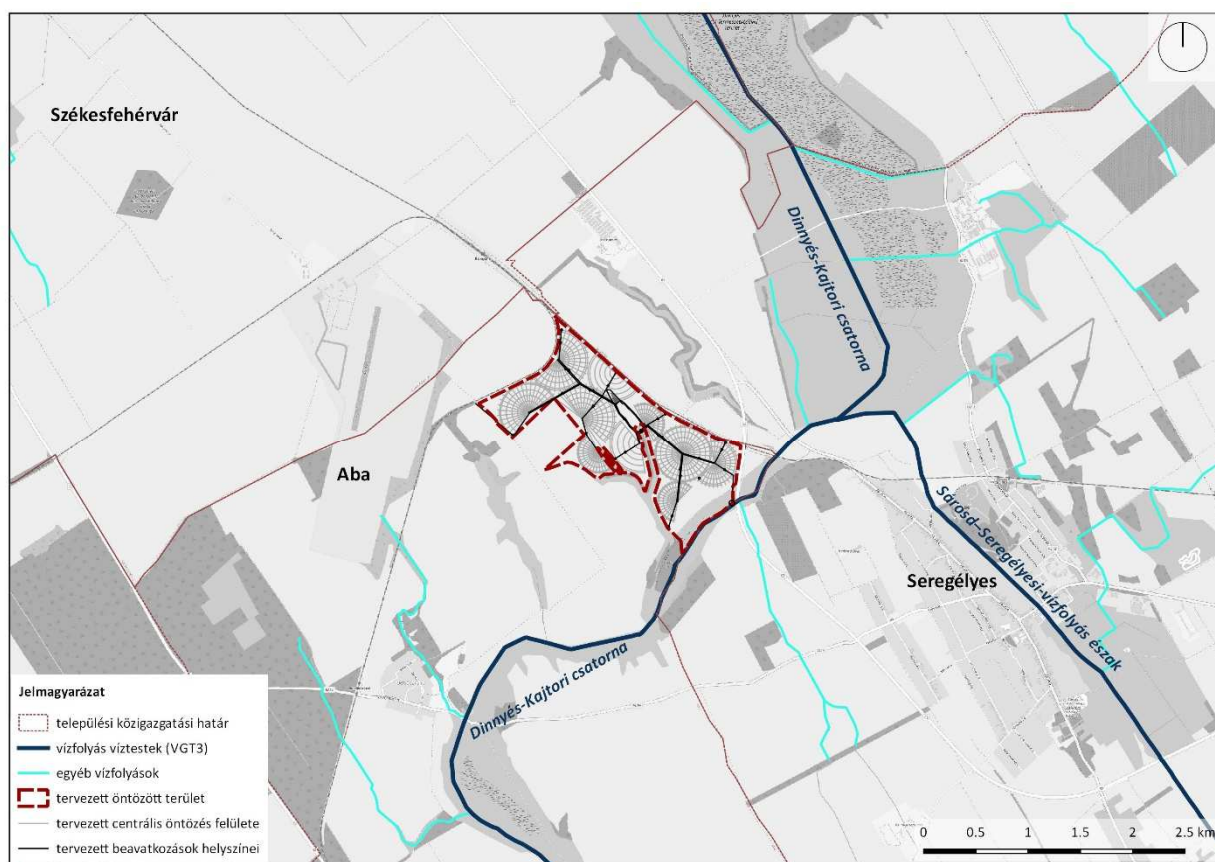 Székesfehérvár
Dinnyés-Kajtori csatorna
Aba
Sárosd–Seregélyesi-vízfolyás észak
Seregélyes
Dinnyés-Kajtori csatorna
Jelmagyarázat
települési közigazgatási határ
vízfolyás víztestek (VGT3)
egyéb vízfolyások
tervezett öntözött terület
tervezett centrális öntözés felülete
tervezett beavatkozások helyszínei
0 0.5 1 1.5 2 2.5 km